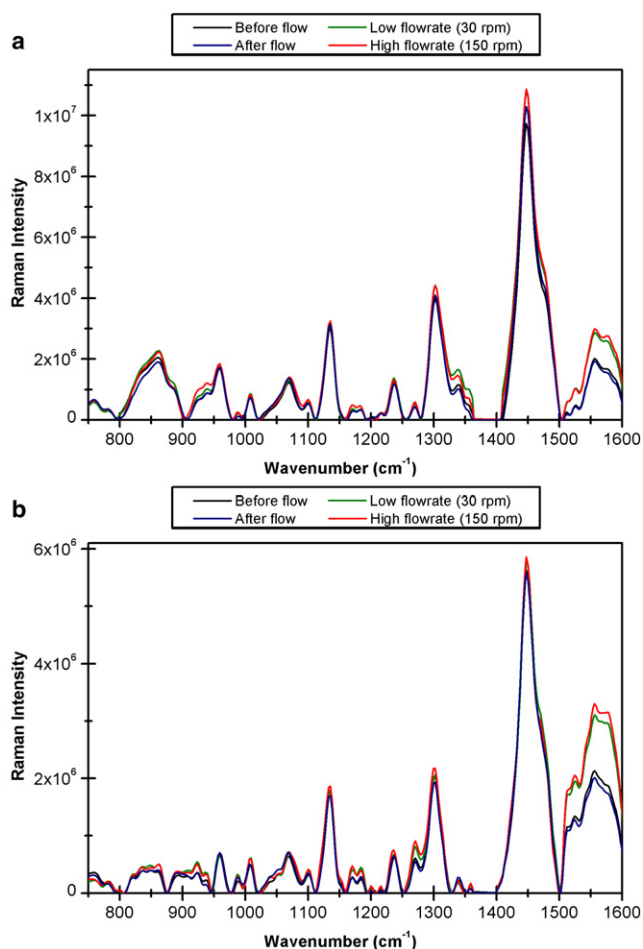 a
Before flow Low flowrate (30 rpm)
After flow High flowrate (150 rpm)
1x10⁷
8x10⁶
6x10⁶
4x10⁶
2x10⁶
0
Raman Intensity
800 900 1000 1100 1200 1300 1400 1500 1600
Wavenumber (cm⁻¹)
b
Before flow Low flowrate (30 rpm)
After flow High flowrate (150 rpm)
6x10⁶
4x10⁶
2x10⁶
0
Raman Intensity
800 900 1000 1100 1200 1300 1400 1500 1600
Wavenumber (cm⁻¹)